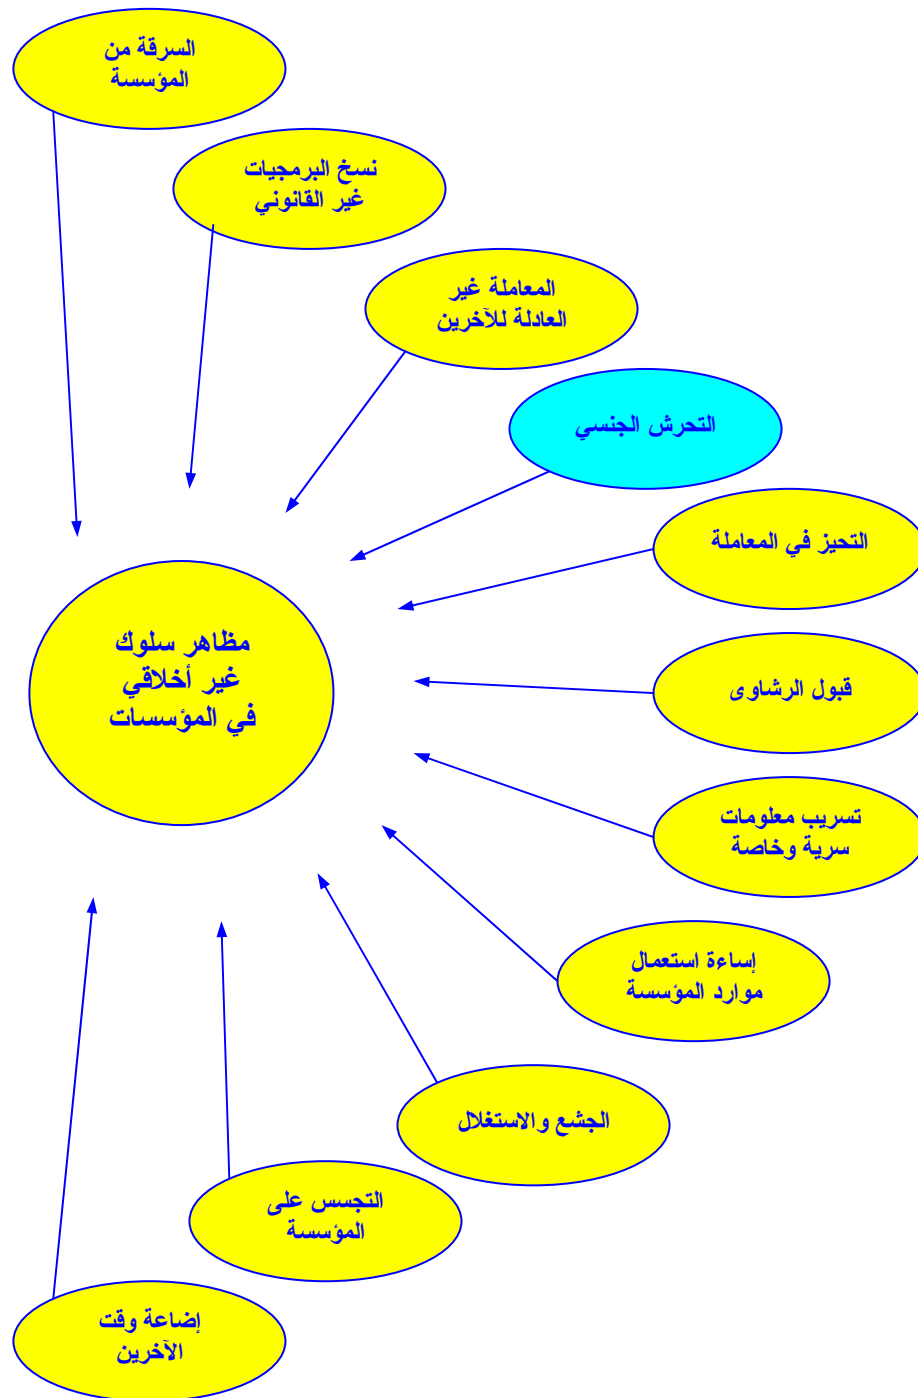 السرقة من
المؤسسة
نسخ البرمجيات
غير القانوني
المعاملة غير
العادلة للآخرين
التحرش الجنسي
التحيز في المعاملة
مظاهر سلوك
غير أخلاقي
في المؤسسات
قبول الرشاوى
تسريب معلومات
سرية وخاصة
إساءة استعمال
موارد المؤسسة
الجشع والاستغلال
التجسس على
المؤسسة
إضاعة وقت
الآخرين